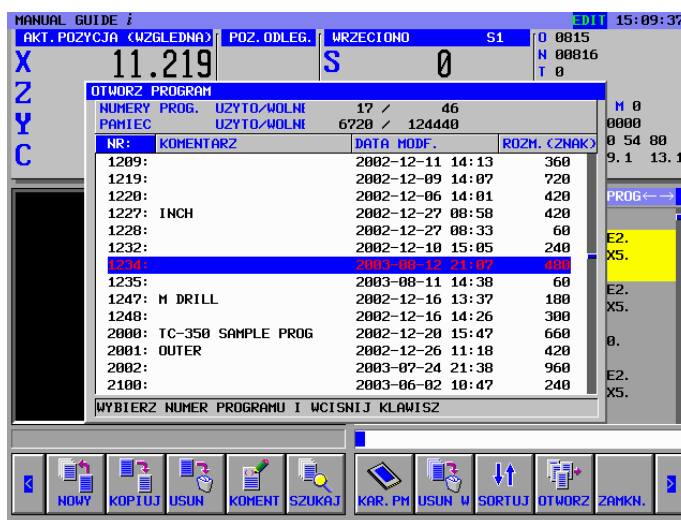 MANUAL GUIDE i EDIT 15:09:37
AKT.POZYCJA (WZGLEDNA) POZ.ODLEG. WRZECIONO S1 O 0815
N 00816
X 11.219 S 0 T 0
Z
Y M 0
0000
C 0 54 80
9.1 13.1
OTWORZ PROGRAM
NUMERY PROG. UZYTO/WOLNE 17 / 46
PAMIEC UZYTO/WOLNE 6720 / 124440
NR: KOMENTARZ DATA MODF. ROZM.(ZNAK)
1209: 2002-12-11 14:13 360
1219: 2002-12-09 14:07 720
1220: 2002-12-06 14:01 420
1227: INCH 2002-12-27 08:58 420
1228: 2002-12-27 08:33 60
1232: 2002-12-10 15:05 240
1234: 2003-08-12 21:07 480
1235: 2003-08-11 14:38 60
1247: M DRILL 2002-12-16 13:37 180
1248: 2002-12-16 14:26 300
2000: TC-350 SAMPLE PROG 2002-12-20 15:47 660
2001: OUTER 2002-12-26 11:18 420
2002: 2003-07-24 21:38 960
2100: 2003-06-02 10:47 240
WYBIERZ NUMER PROGRAMU I WCISNIJ KLAWISZ
PROG←→
E2.
X5.
E2.
X5.
0.
E2.
X5.
NOWY KOPIUJ USUN KOMENT SZUKAJ KAR.PM USUN W SORTUJ OTWORZ ZAMKN.